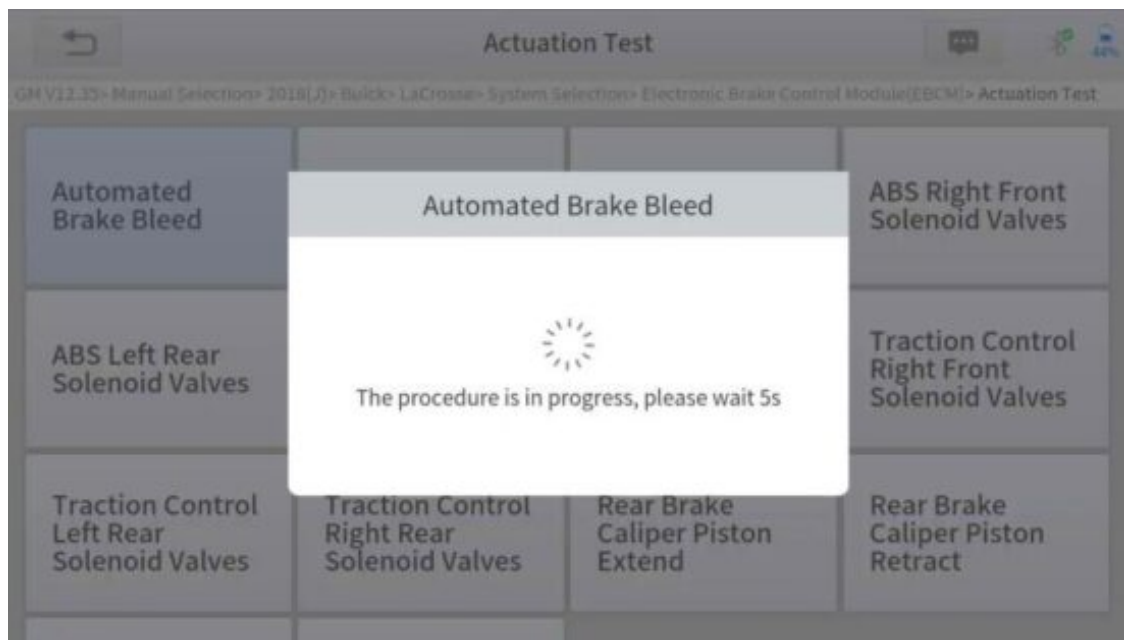 Actuation Test
44%
GM V12.35> Manual Selection> 2018(J)> Buick> LaCrosse> System Selection> Electronic Brake Control Module(EBCM)> Actuation Test
Automated
Brake Bleed
ABS Right Front
Solenoid Valves
Automated Brake Bleed
The procedure is in progress, please wait 5s
ABS Left Rear
Solenoid Valves
Traction Control
Right Front
Solenoid Valves
Traction Control
Left Rear
Solenoid Valves
Traction Control
Right Rear
Solenoid Valves
Rear Brake
Caliper Piston
Extend
Rear Brake
Caliper Piston
Retract